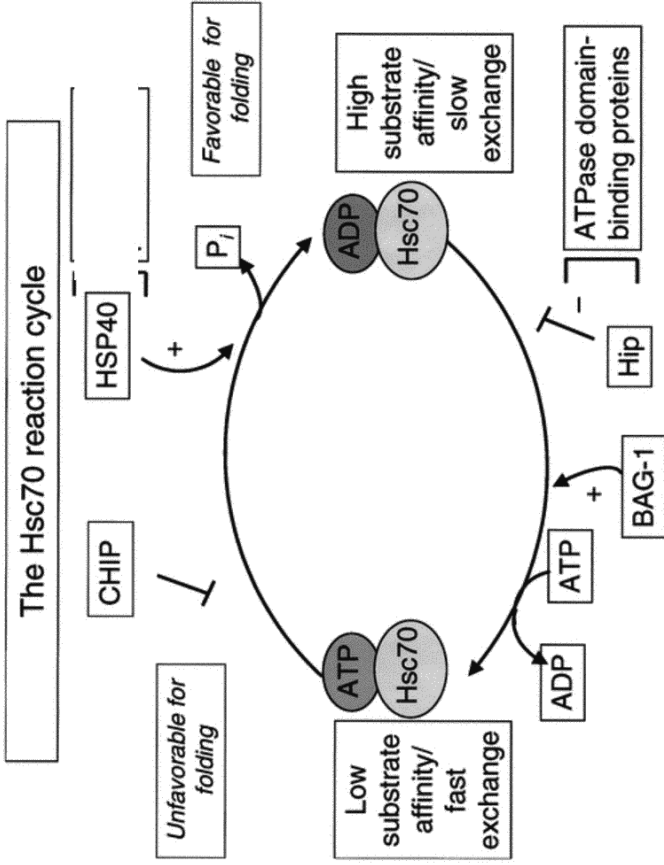 The Hsc70 reaction cycle
CHIP
HSP40
+
Unfavorable for
folding
P i
Favorable for
folding
ATP
Hsc70
ADP
Hsc70
Low
substrate
affinity/
fast
exchange
High
substrate
affinity/
slow
exchange
ADP
ATP
+
BAG-1
–
Hip
ATPase domain-
binding proteins